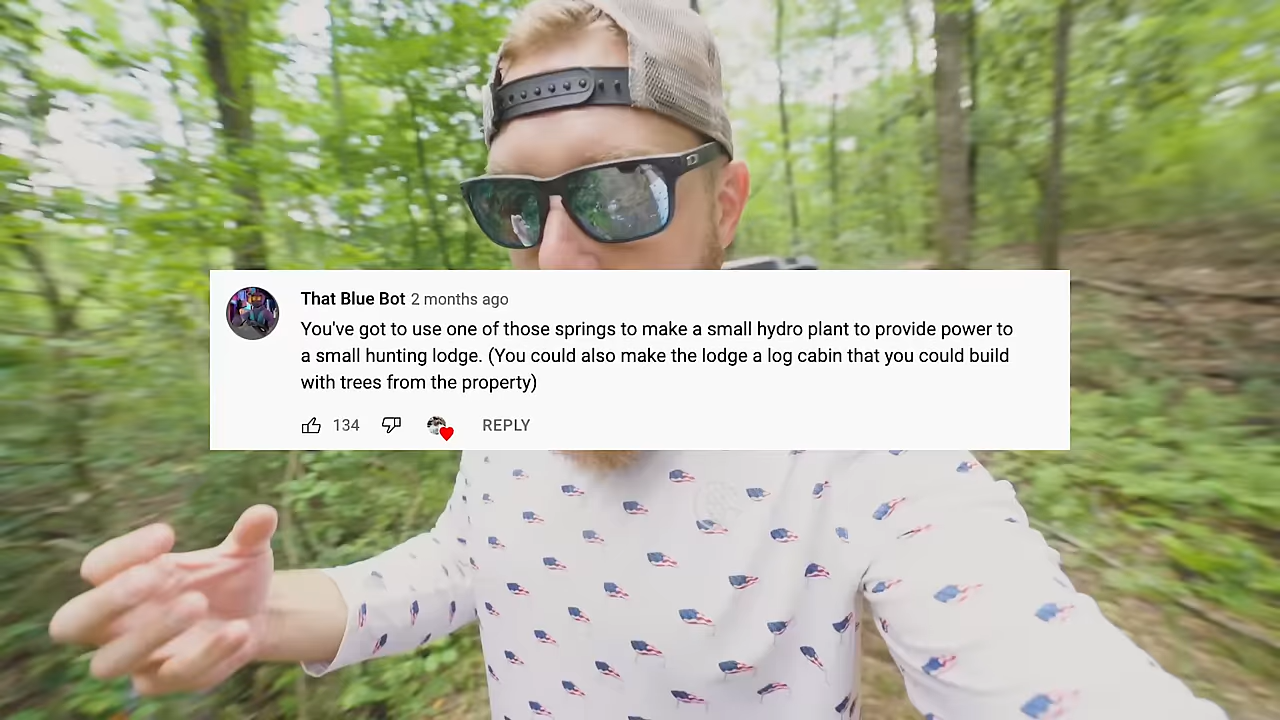 That Blue Bot 2 months ago
You've got to use one of those springs to make a small hydro plant to provide power to
a small hunting lodge. (You could also make the lodge a log cabin that you could build
with trees from the property)
134 REPLY